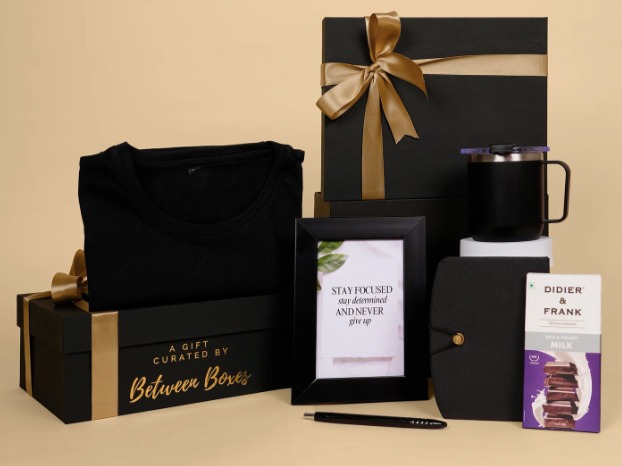 A GIFT
CURATED BY
Between Boxes
STAY FOCUSED
stay determined
AND NEVER
give up
DIDIER
&
FRANK
MILK